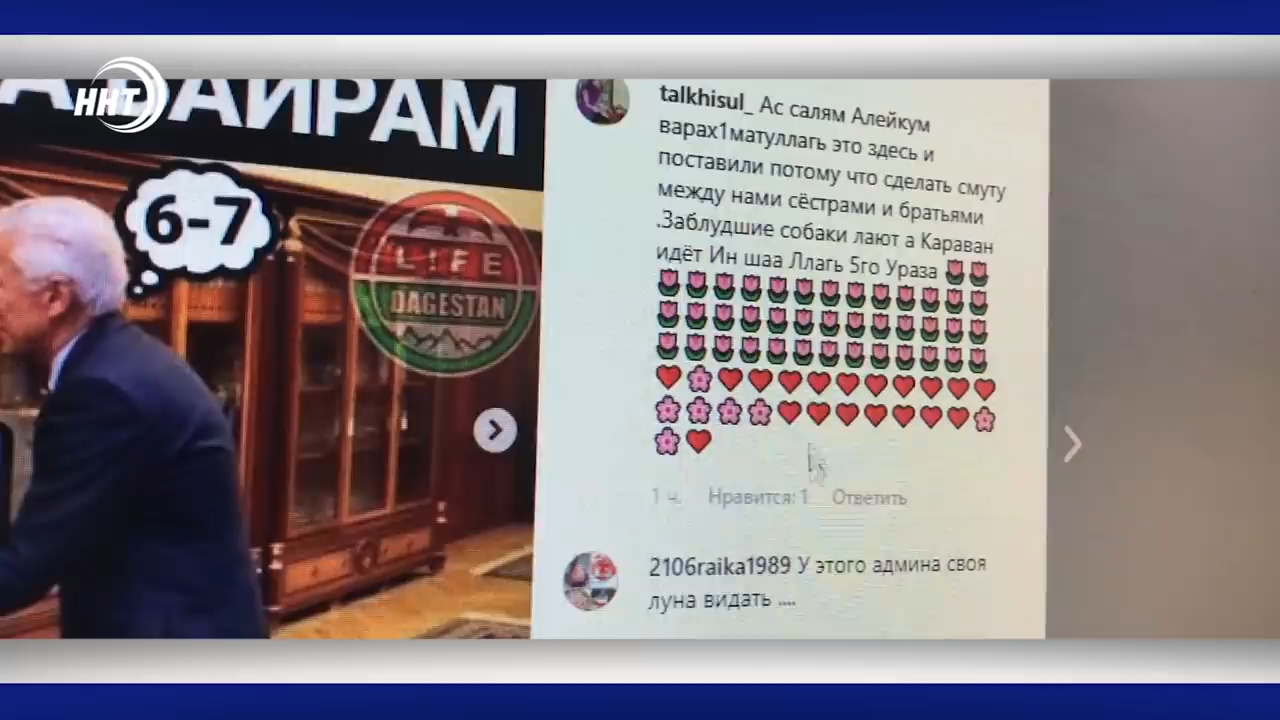 ННТ
БАЙРАМ
6-7
LIFE
DAGESTAN
talkhisul_ Ас салям Алейкум
варах1матуллагь это здесь и
поставили потому что сделать смуту
между нами сёстрами и братьями
.Заблудшие собаки лают а Караван
идёт Ин шаа Ллагь 5го Ураза 🌷🌷
🌷🌷🌷🌷🌷🌷🌷🌷🌷🌷🌷🌷🌷
🌷🌷🌷🌷🌷🌷🌷🌷🌷🌷🌷🌷🌷
🌷🌷🌷🌷🌷🌷🌷🌷🌷🌷🌷🌷🌷
❤🌸❤❤❤❤❤❤❤❤❤❤
🌸🌸🌸🌸❤❤❤❤❤❤❤🌸
🌸❤
1 ч. Нравится: 1 Ответить
2106raika1989 У этого админа своя
луна видать ....